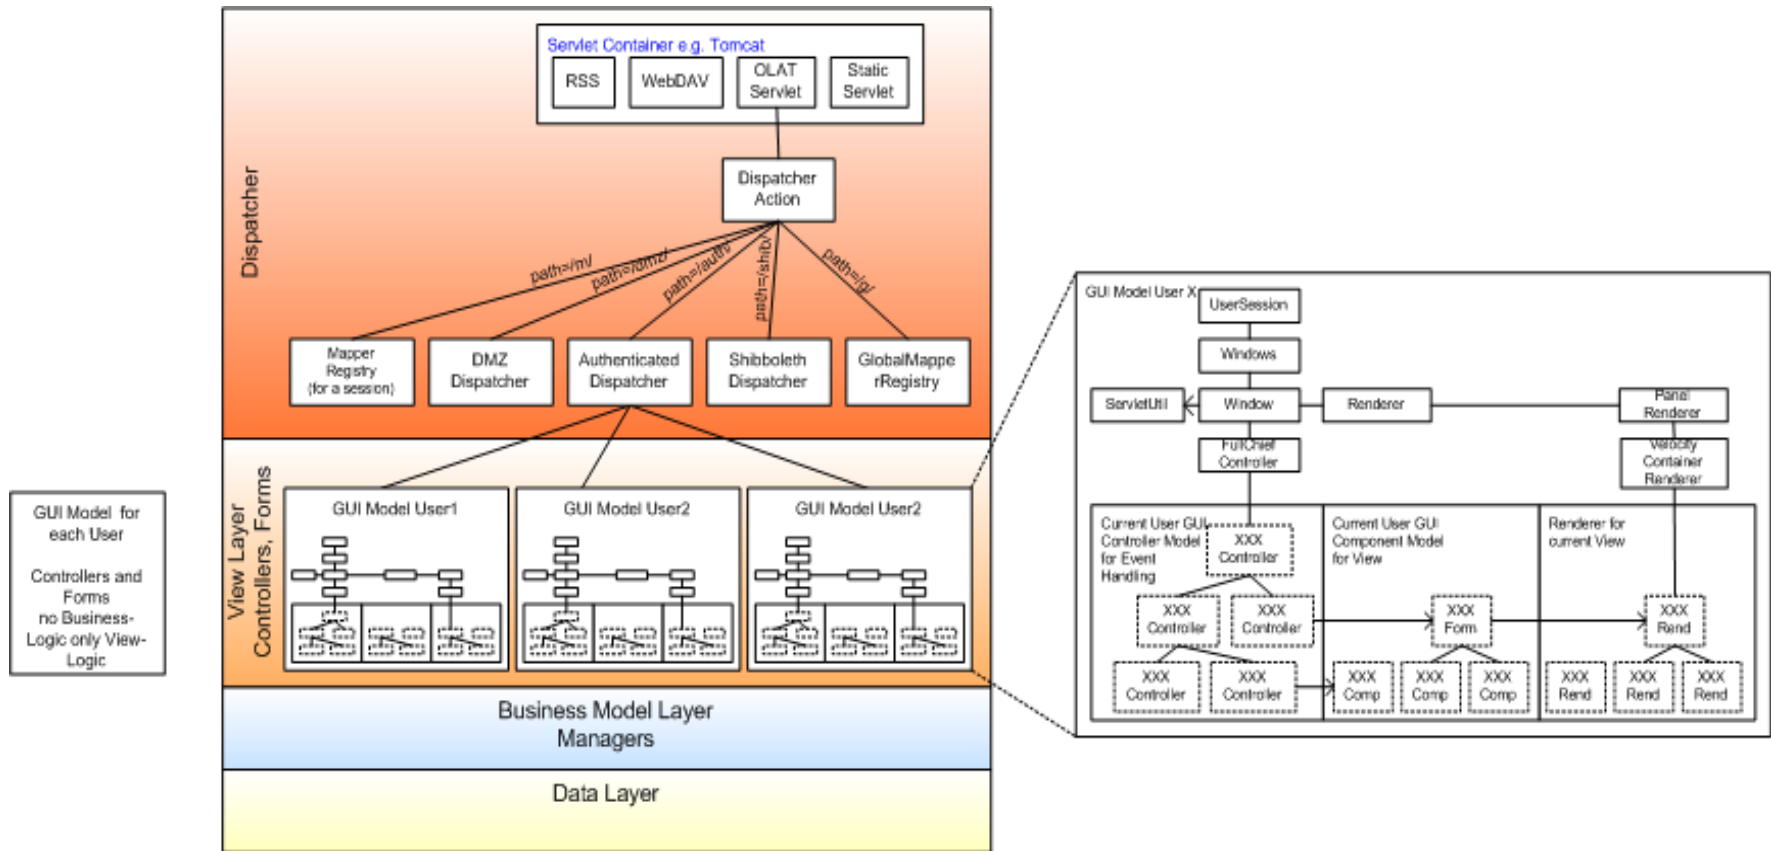 Servlet Container e.g. Tomcat
RSS
WebDAV
OLAT
Servlet
Static
Servlet
Dispatcher
Dispatcher
Action
path=/m/
path=/dmz/
path=/auth/
path=/shib/
path=/g/
Mapper
Registry
(for a session)
DMZ
Dispatcher
Authenticated
Dispatcher
Shibboleth
Dispatcher
GlobalMappe
rRegistry
View Layer
Controllers, Forms
GUI Model User1
GUI Model User2
GUI Model User2
Business Model Layer
Managers
Data Layer
GUI Model for
each User
Controllers and
Forms
no Business-
Logic only View-
Logic
GUI Model User X
UserSession
Windows
ServletUtil
Window
Renderer
Panel
Renderer
FullChief
Controller
Velocity
Container
Renderer
Current User GUI
Controller Model
for Event
Handling
XXX
Controller
XXX
Controller
XXX
Controller
XXX
Controller
XXX
Controller
Current User GUI
Component Model
for View
XXX
Form
XXX
Comp
XXX
Comp
XXX
Comp
Renderer for
current View
XXX
Rend
XXX
Rend
XXX
Rend
XXX
Rend